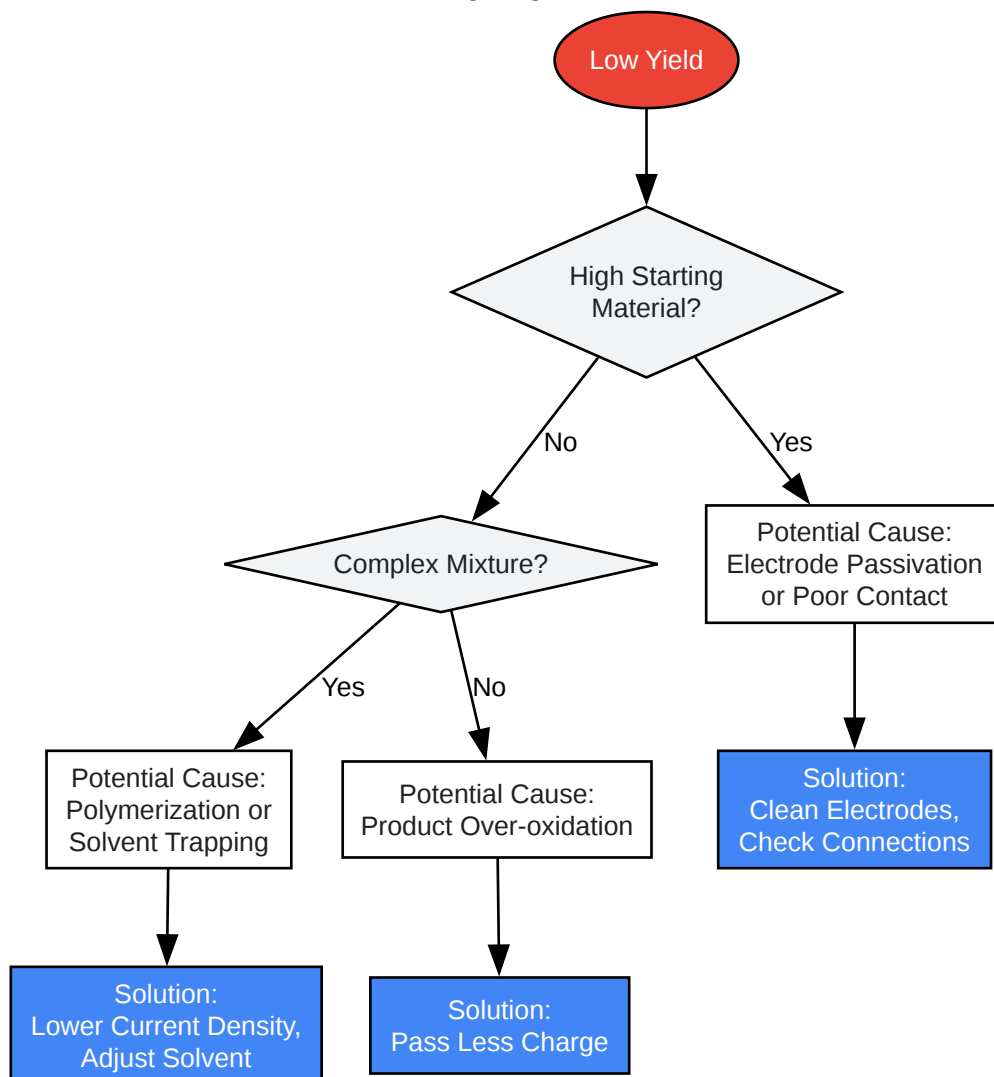 Low Yield
High Starting
Material?
No
Yes
Complex Mixture?
Potential Cause:
Electrode Passivation
or Poor Contact
Yes
No
Potential Cause:
Polymerization or
Solvent Trapping
Potential Cause:
Product Over-oxidation
Solution:
Clean Electrodes,
Check Connections
Solution:
Lower Current Density,
Adjust Solvent
Solution:
Pass Less Charge